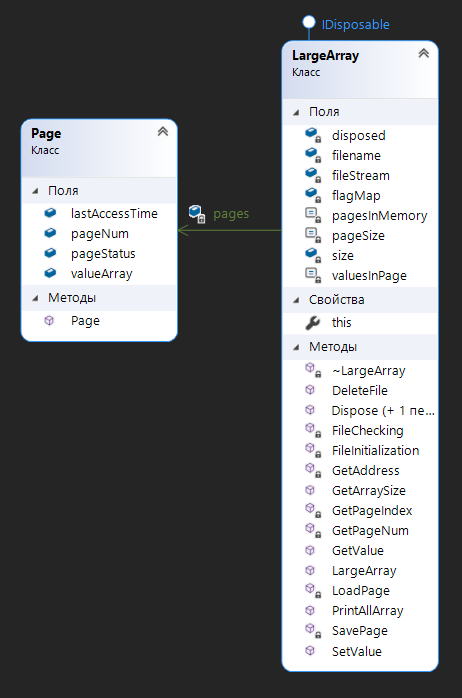 IDisposable
LargeArray
Класс
Поля
disposed
filename
fileStream
flagMap
pagesInMemory
pageSize
size
valuesInPage
Свойства
this
Методы
~LargeArray
DeleteFile
Dispose (+ 1 пе...
FileChecking
FileInitialization
GetAddress
GetArraySize
GetPageIndex
GetPageNum
GetValue
LargeArray
LoadPage
PrintAllArray
SavePage
SetValue
pages
Page
Класс
Поля
lastAccessTime
pageNum
pageStatus
valueArray
Методы
Page